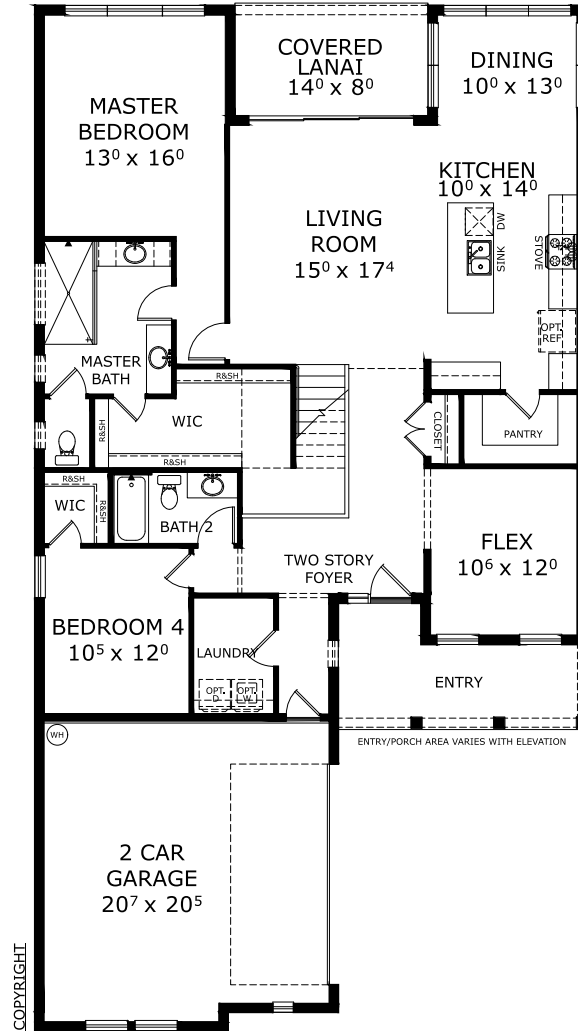 COVERED
LANAI
14⁰ x 8⁰
DINING
10⁰ x 13⁰
MASTER
BEDROOM
13⁰ x 16⁰
KITCHEN
10⁰ x 14⁰
LIVING
ROOM
15⁰ x 17⁴
DW
SINK
STOVE
OPT.
REF
MASTER
BATH
R&SH
WIC
R&SH
R&SH
CLOSET
PANTRY
R&SH
WIC
R&SH
BATH 2
FLEX
10⁶ x 12⁰
TWO STORY
FOYER
BEDROOM 4
10⁵ x 12⁰
LAUNDRY
OPT.
D
OPT.
W
ENTRY
WH
ENTRY/PORCH AREA VARIES WITH ELEVATION
2 CAR
GARAGE
20⁷ x 20⁵
COPYRIGHT